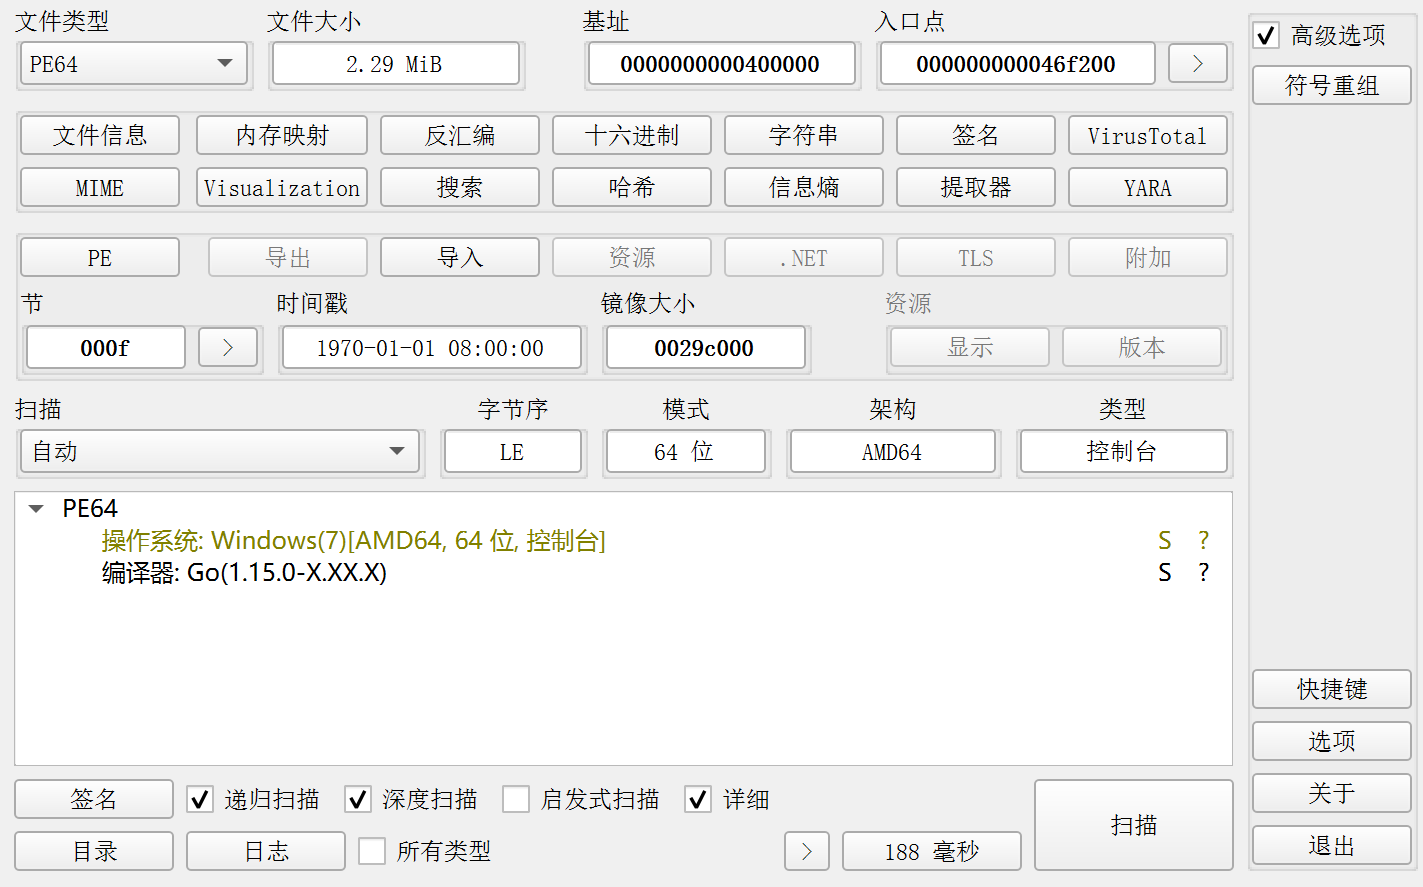 文件类型 文件大小 基址 入口点
PE64 2.29 MiB 0000000000400000 000000000046f200 >
高级选项
符号重组
文件信息 内存映射 反汇编 十六进制 字符串 签名 VirusTotal
MIME Visualization 搜索 哈希 信息熵 提取器 YARA
PE 导出 导入 资源 .NET TLS 附加
节 时间戳 镜像大小 资源
000f > 1970-01-01 08:00:00 0029c000 显示 版本
扫描 字节序 模式 架构 类型
自动 LE 64 位 AMD64 控制台
PE64
操作系统: Windows(7)[AMD64, 64 位, 控制台] S ?
编译器: Go(1.15.0-X.XX.X) S ?
快捷键
选项
关于
退出
签名 递归扫描 深度扫描 启发式扫描 详细
目录 日志 所有类型 > 188 毫秒 扫描